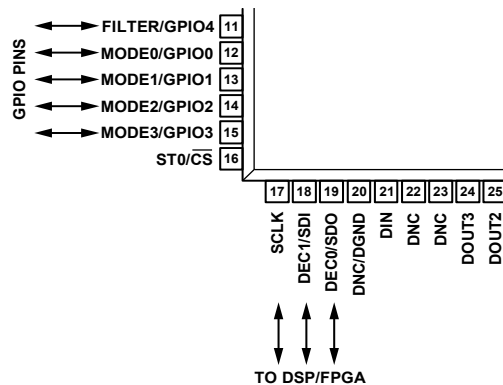 GPIO PINS
FILTER/GPIO4 11
MODE0/GPIO0 12
MODE1/GPIO1 13
MODE2/GPIO2 14
MODE3/GPIO3 15
ST0/CS 16
17 18 19 20 21 22 23 24 25
SCLK
DEC1/SDI
DEC0/SDO
DNC/DGND
DIN
DNC
DNC
DOUT3
DOUT2
TO DSP/FPGA